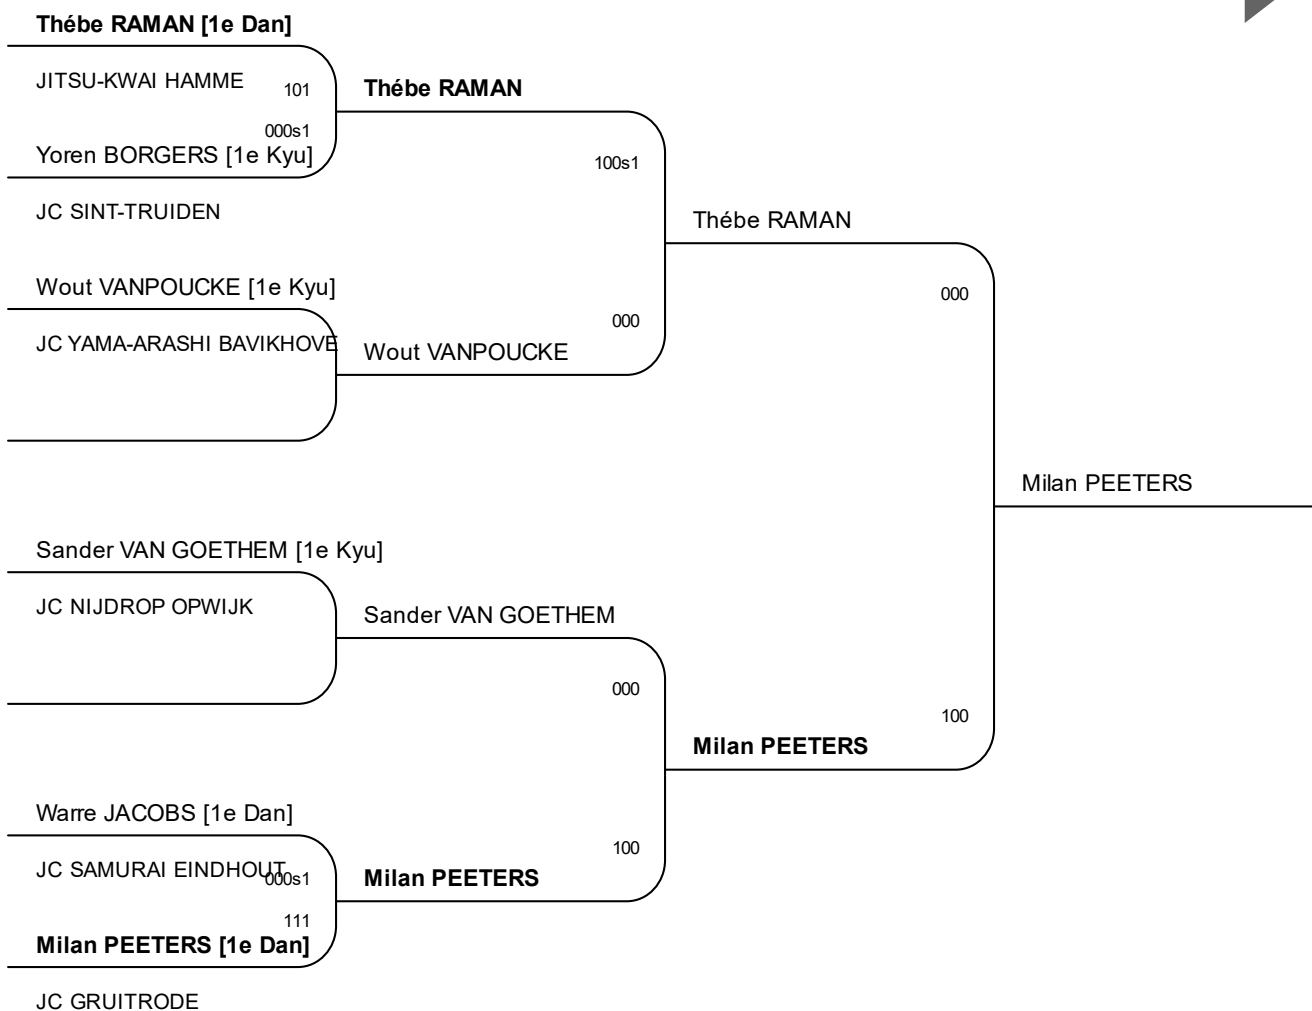 Thébe RAMAN [1e Dan]
JITSU-KWAI HAMME
101
Thébe RAMAN
000s1
Yoren BORGERS [1e Kyu]
100s1
JC SINT-TRUIDEN
Thébe RAMAN
Wout VANPOUCKE [1e Kyu]
000
000
JC YAMA-ARASHI BAVIKHOVE
Wout VANPOUCKE
Milan PEETERS
Sander VAN GOETHEM [1e Kyu]
JC NIJDROP OPWIJK
Sander VAN GOETHEM
000
100
Milan PEETERS
Warre JACOBS [1e Dan]
100
JC SAMURAI EINDHOUT
000s1
Milan PEETERS
111
Milan PEETERS [1e Dan]
JC GRUITRODE